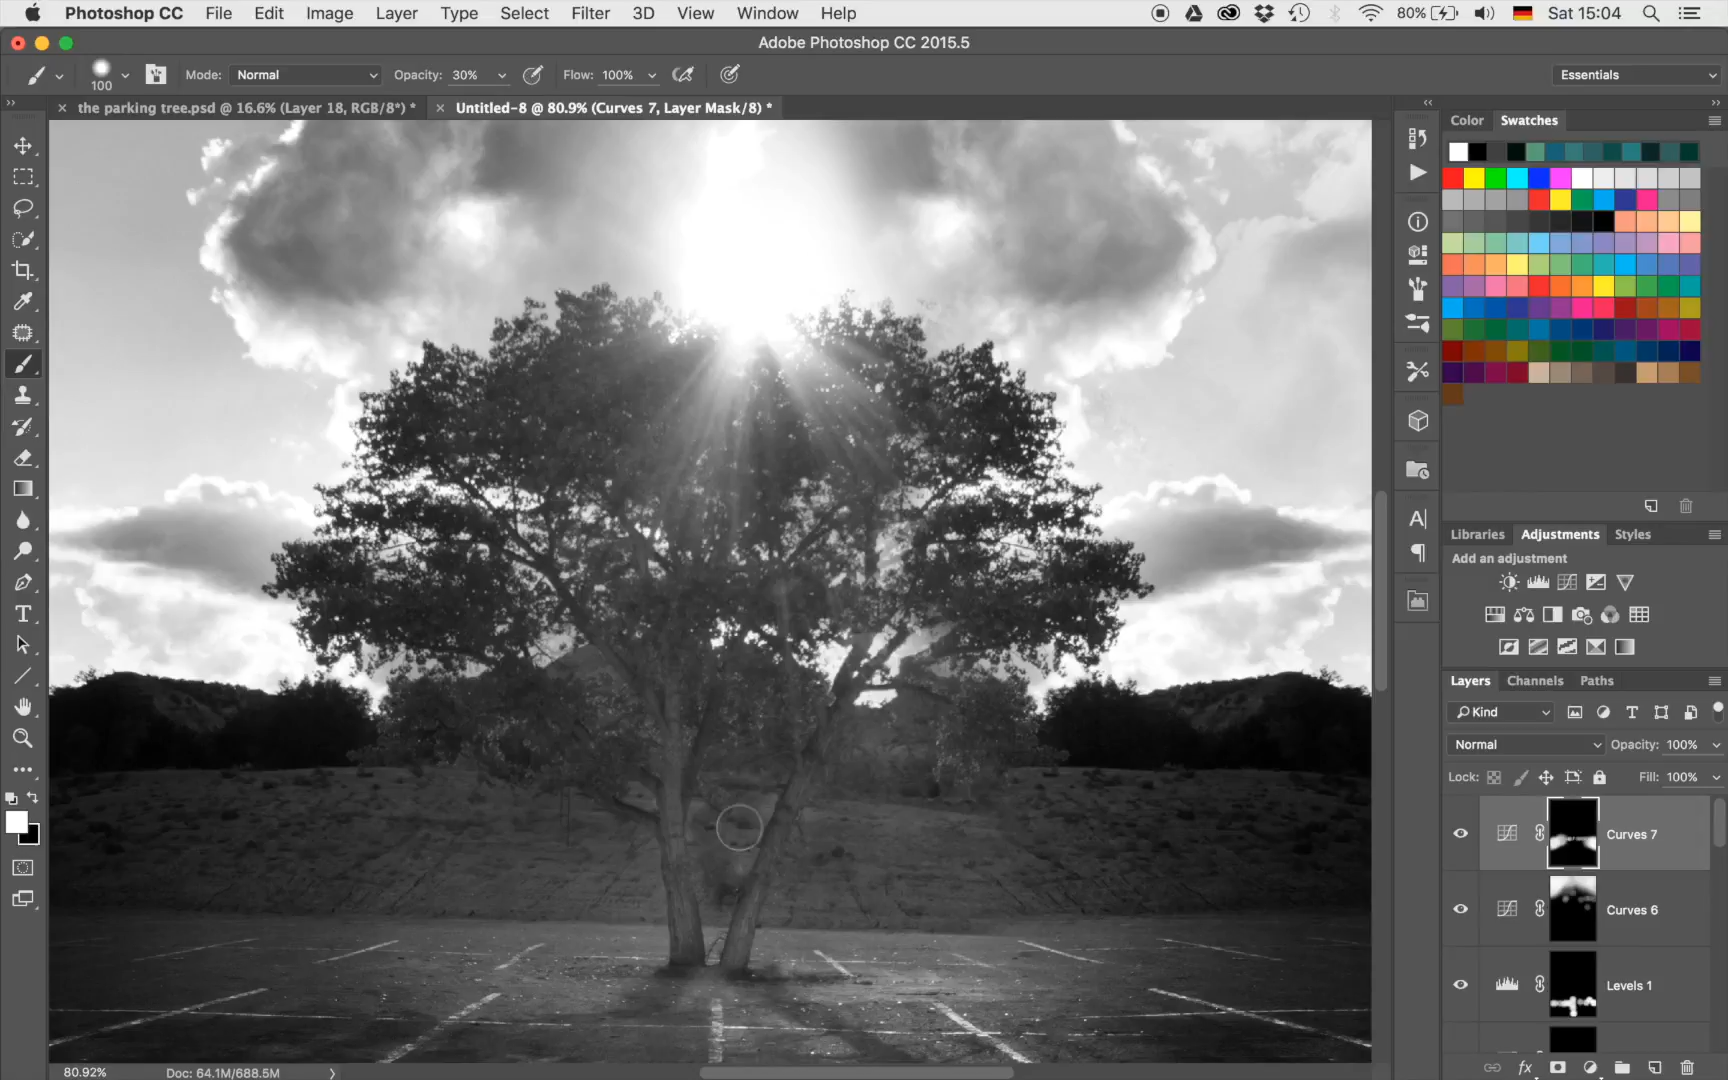 Photoshop CC File Edit Image Layer Type Select Filter 3D View Window Help 80% Sat 15:04
Adobe Photoshop CC 2015.5
100 Mode: Normal Opacity: 30% Flow: 100% Essentials
the parking tree.psd @ 16.6% (Layer 18, RGB/8*) * Untitled-8 @ 80.9% (Curves 7, Layer Mask/8) *
Color Swatches
Libraries Adjustments Styles
Add an adjustment
Layers Channels Paths
Kind
Normal Opacity: 100%
Lock: Fill: 100%
Curves 7
Curves 6
Levels 1
80.92% Doc: 64.1M/688.5M